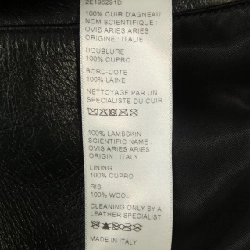 100% CUIR D'AGNEAU
NOM SCIENTIFIQUE :
OVIS ARIES ARIES
ORIGINE : ITALIE
DOUBLURE
100% CUPRO
BORD-COTE
100% LAINE
NETTOYAGE PAR UN
SPECIALISTE DU CUIR
100% LAMBSKIN
SCIENTIFIC NAME :
OVIS ARIES ARIES
ORIGIN : ITALY
LINING
100% CUPRO
RIB
100% WOOL
CLEANING ONLY BY A
LEATHER SPECIALIST
MADE IN ITALY